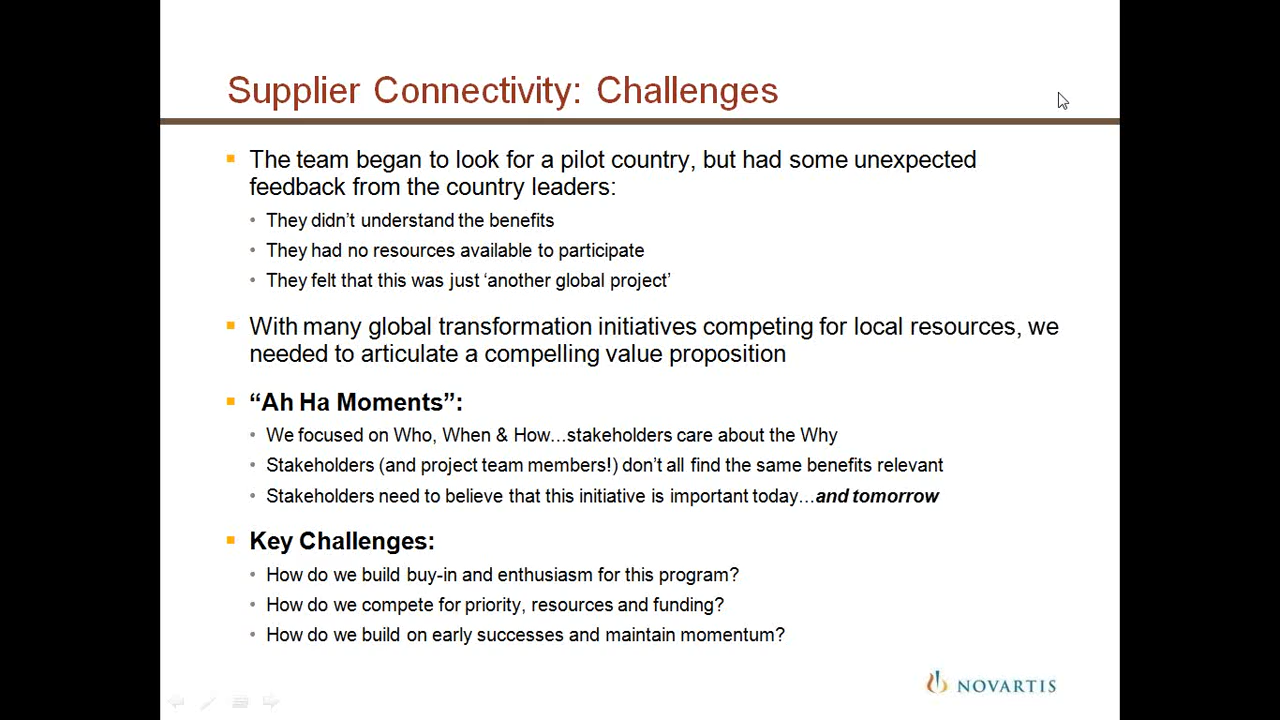 Supplier Connectivity: Challenges
The team began to look for a pilot country, but had some unexpected
feedback from the country leaders:
They didn’t understand the benefits
They had no resources available to participate
They felt that this was just ‘another global project’
With many global transformation initiatives competing for local resources, we
needed to articulate a compelling value proposition
“Ah Ha Moments”:
We focused on Who, When & How…stakeholders care about the Why
Stakeholders (and project team members!) don’t all find the same benefits relevant
Stakeholders need to believe that this initiative is important today…and tomorrow
Key Challenges:
How do we build buy-in and enthusiasm for this program?
How do we compete for priority, resources and funding?
How do we build on early successes and maintain momentum?
NOVARTIS